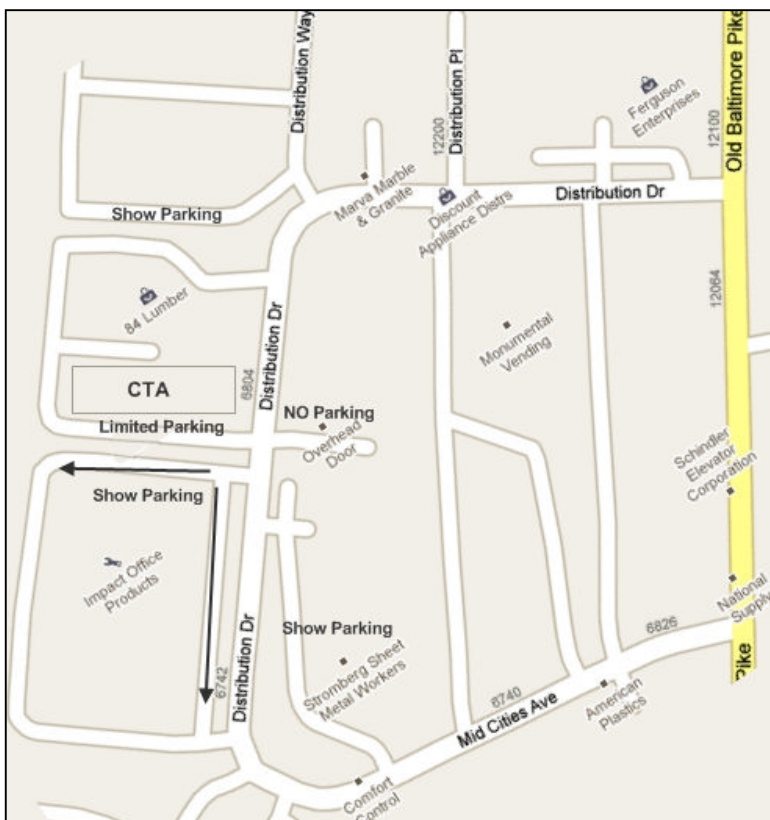 Distribution Way
Distribution Pl
12200
Ferguson
Enterprises
12100
Old Baltimore Pike
Marva Marble
& Granite
Show Parking
Discount
Appliance Distrs
Distribution Dr
84 Lumber
Distribution Dr
12064
Monumental
Vending
CTA
6804
NO Parking
Limited Parking
Overhead
Door
Schindler
Elevator
Corporation
Show Parking
Impact Office
Products
National
Supply
Show Parking
6826
Stromberg Sheet
Metal Workers
6742
Distribution Dr
6740
Mid Cities Ave
American
Plastics
Pike
Comfort
Control